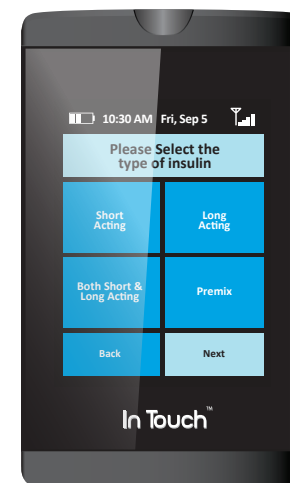 10:30 AM Fri, Sep 5
Please Select the
type of insulin
Short
Acting
Long
Acting
Both Short &
Long Acting
Premix
Back
Next
In Touch™